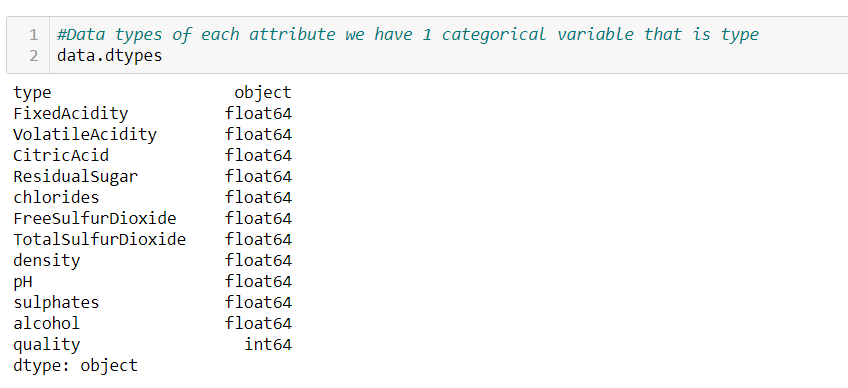 1 #Data types of each attribute we have 1 categorical variable that is type
2 data.dtypes
type object
FixedAcidity float64
VolatileAcidity float64
CitricAcid float64
ResidualSugar float64
chlorides float64
FreeSulfurDioxide float64
TotalSulfurDioxide float64
density float64
pH float64
sulphates float64
alcohol float64
quality int64
dtype: object